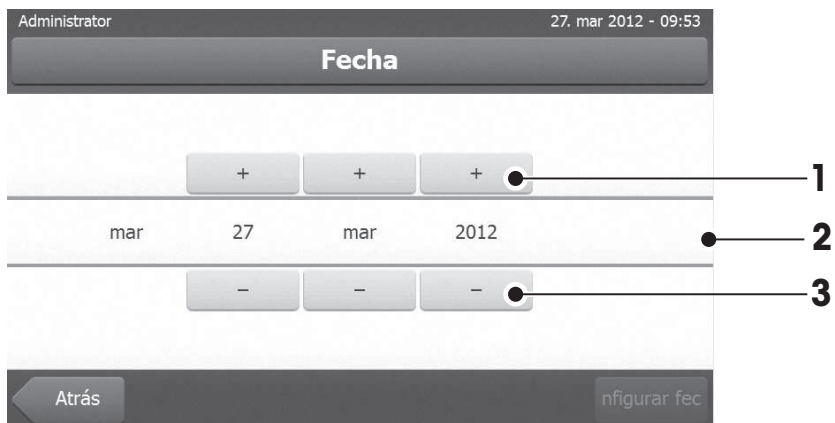 Administrator 27. mar 2012 - 09:53
Fecha
+ + + 1
mar 27 mar 2012 2
− − − 3
Atrás nfigurar fec